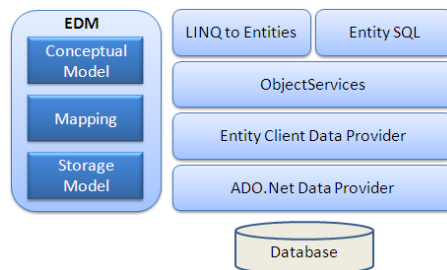 EDM
Conceptual
Model
Mapping
Storage
Model
LINQ to Entities
Entity SQL
ObjectServices
Entity Client Data Provider
ADO.Net Data Provider
Database